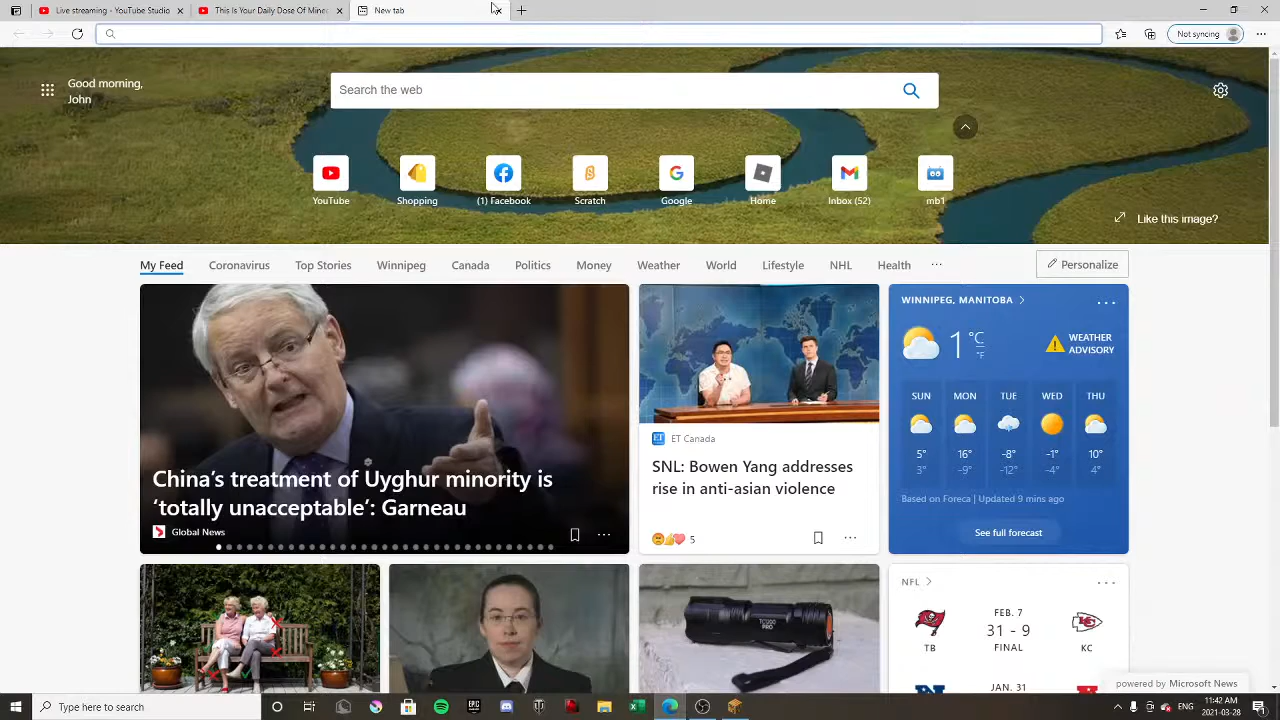 Live streaming - YouTube Studio
This is Your Daily Dose Of Mine
New tab
Not syncing
Good morning,
John
Search the web
YouTube
Shopping
(1) Facebook
Scratch
Google
Home
Inbox (52)
mb1
Like this image?
My Feed
Coronavirus
Top Stories
Winnipeg
Canada
Politics
Money
Weather
World
Lifestyle
NHL
Health
Personalize
China's treatment of Uyghur minority is
'totally unacceptable': Garneau
Global News
ET Canada
SNL: Bowen Yang addresses
rise in anti-asian violence
5
WINNIPEG, MANITOBA
1 °C
°F
WEATHER
ADVISORY
SUN MON TUE WED THU
5° 16° -8° -1° 10°
3° -9° -12° -4° 4°
Based on Foreca | Updated 9 mins ago
See full forecast
NFL
FEB. 7
31 - 9
FINAL
TB
KC
JAN. 31
powered by Microsoft News
Type here to search
ENG
11:42 AM
2021-03-28